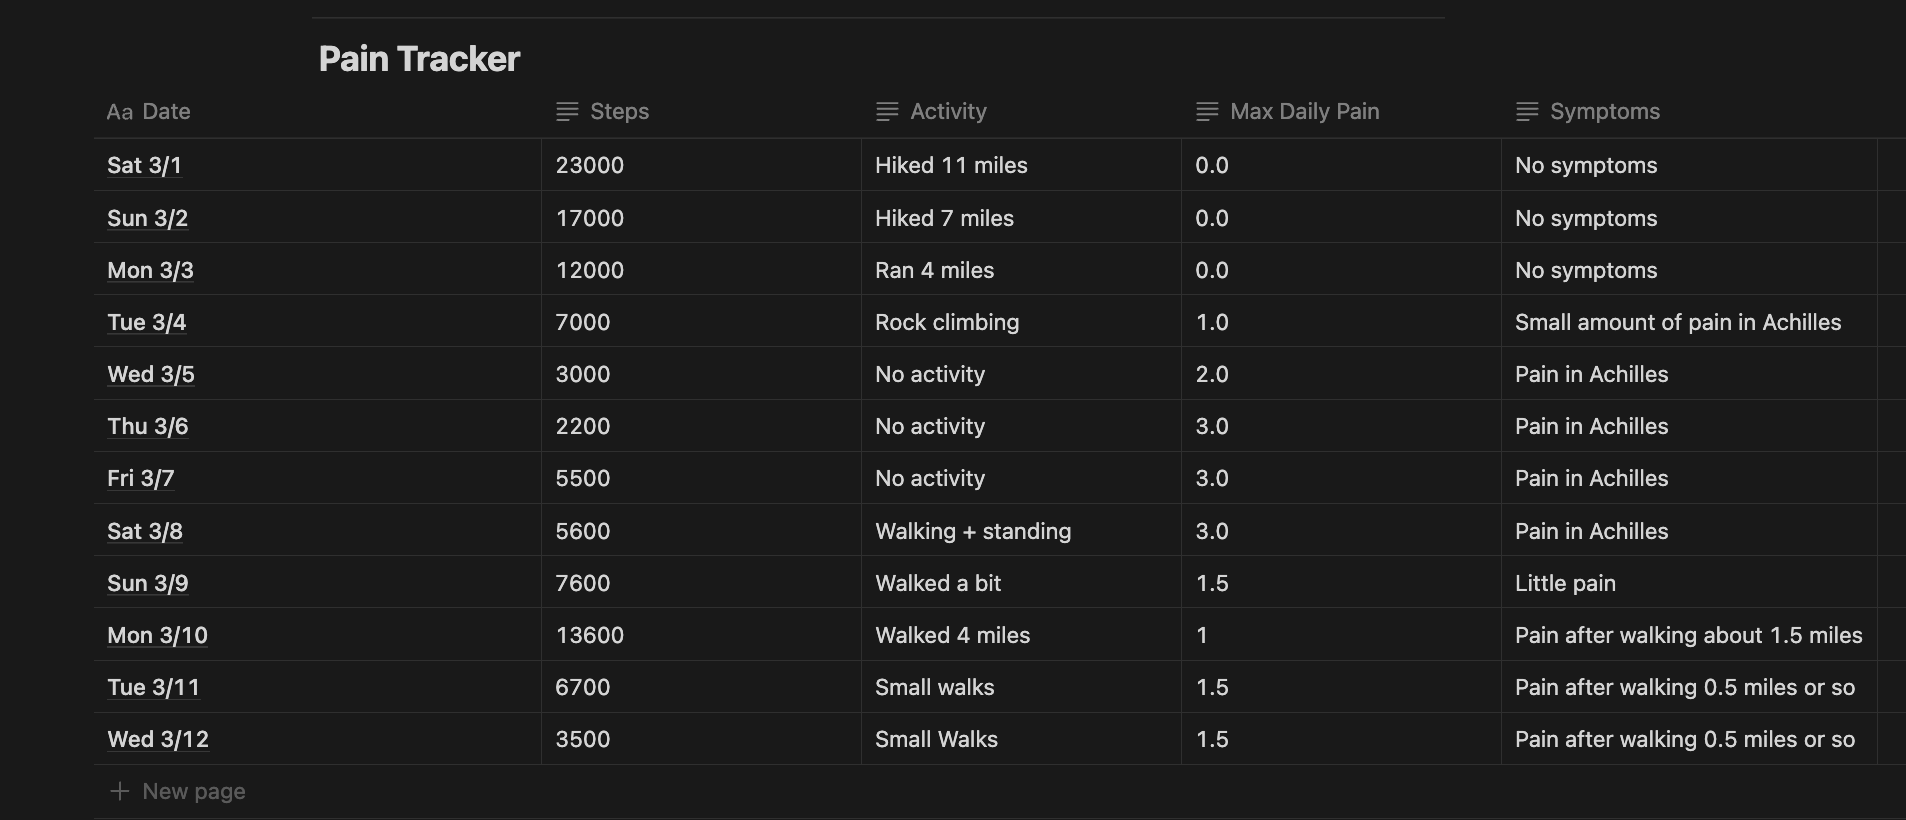 Pain Tracker
Aa Date Steps Activity Max Daily Pain Symptoms
Sat 3/1 23000 Hiked 11 miles 0.0 No symptoms
Sun 3/2 17000 Hiked 7 miles 0.0 No symptoms
Mon 3/3 12000 Ran 4 miles 0.0 No symptoms
Tue 3/4 7000 Rock climbing 1.0 Small amount of pain in Achilles
Wed 3/5 3000 No activity 2.0 Pain in Achilles
Thu 3/6 2200 No activity 3.0 Pain in Achilles
Fri 3/7 5500 No activity 3.0 Pain in Achilles
Sat 3/8 5600 Walking + standing 3.0 Pain in Achilles
Sun 3/9 7600 Walked a bit 1.5 Little pain
Mon 3/10 13600 Walked 4 miles 1 Pain after walking about 1.5 miles
Tue 3/11 6700 Small walks 1.5 Pain after walking 0.5 miles or so
Wed 3/12 3500 Small Walks 1.5 Pain after walking 0.5 miles or so
+ New page